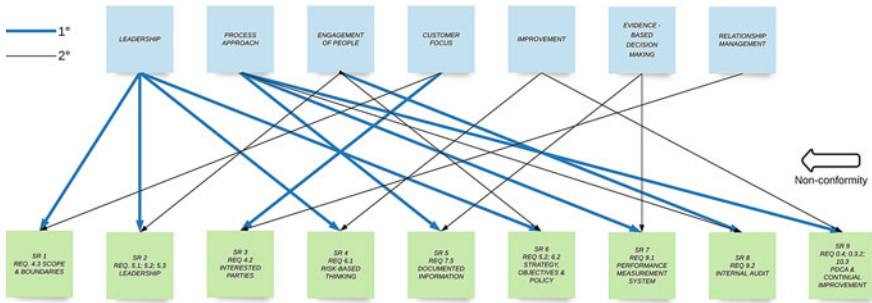 1°
2°
LEADERSHIP
PROCESS
APPROACH
ENGAGEMENT
OF PEOPLE
CUSTOMER
FOCUS
IMPROVEMENT
EVIDENCE -
BASED
DECISION
MAKING
RELATIONSHIP
MANAGEMENT
Non-conformity
SR 1
REQ. 4.3 SCOPE
& BOUNDARIES
SR 2
REQ. 5.1; 5.2; 5.3
LEADERSHIP
SR 3
REQ 4.2
INTERESTED
PARTIES
SR 4
REQ 6.1
RISK-BASED
THINKING
SR 5
REQ 7.5
DOCUMENTED
INFORMATION
SR 6
REQ 5.2; 6.2
STRATEGY,
OBJECTIVES &
POLICY
SR 7
REQ 9.1
PERFORMANCE
MEASUREMENT
SYSTEM
SR 8
REQ 9.2
INTERNAL AUDIT
SR 9
REQ 0.4; 0.3.2;
10.3
PDCA &
CONTINUAL
IMPROVEMENT